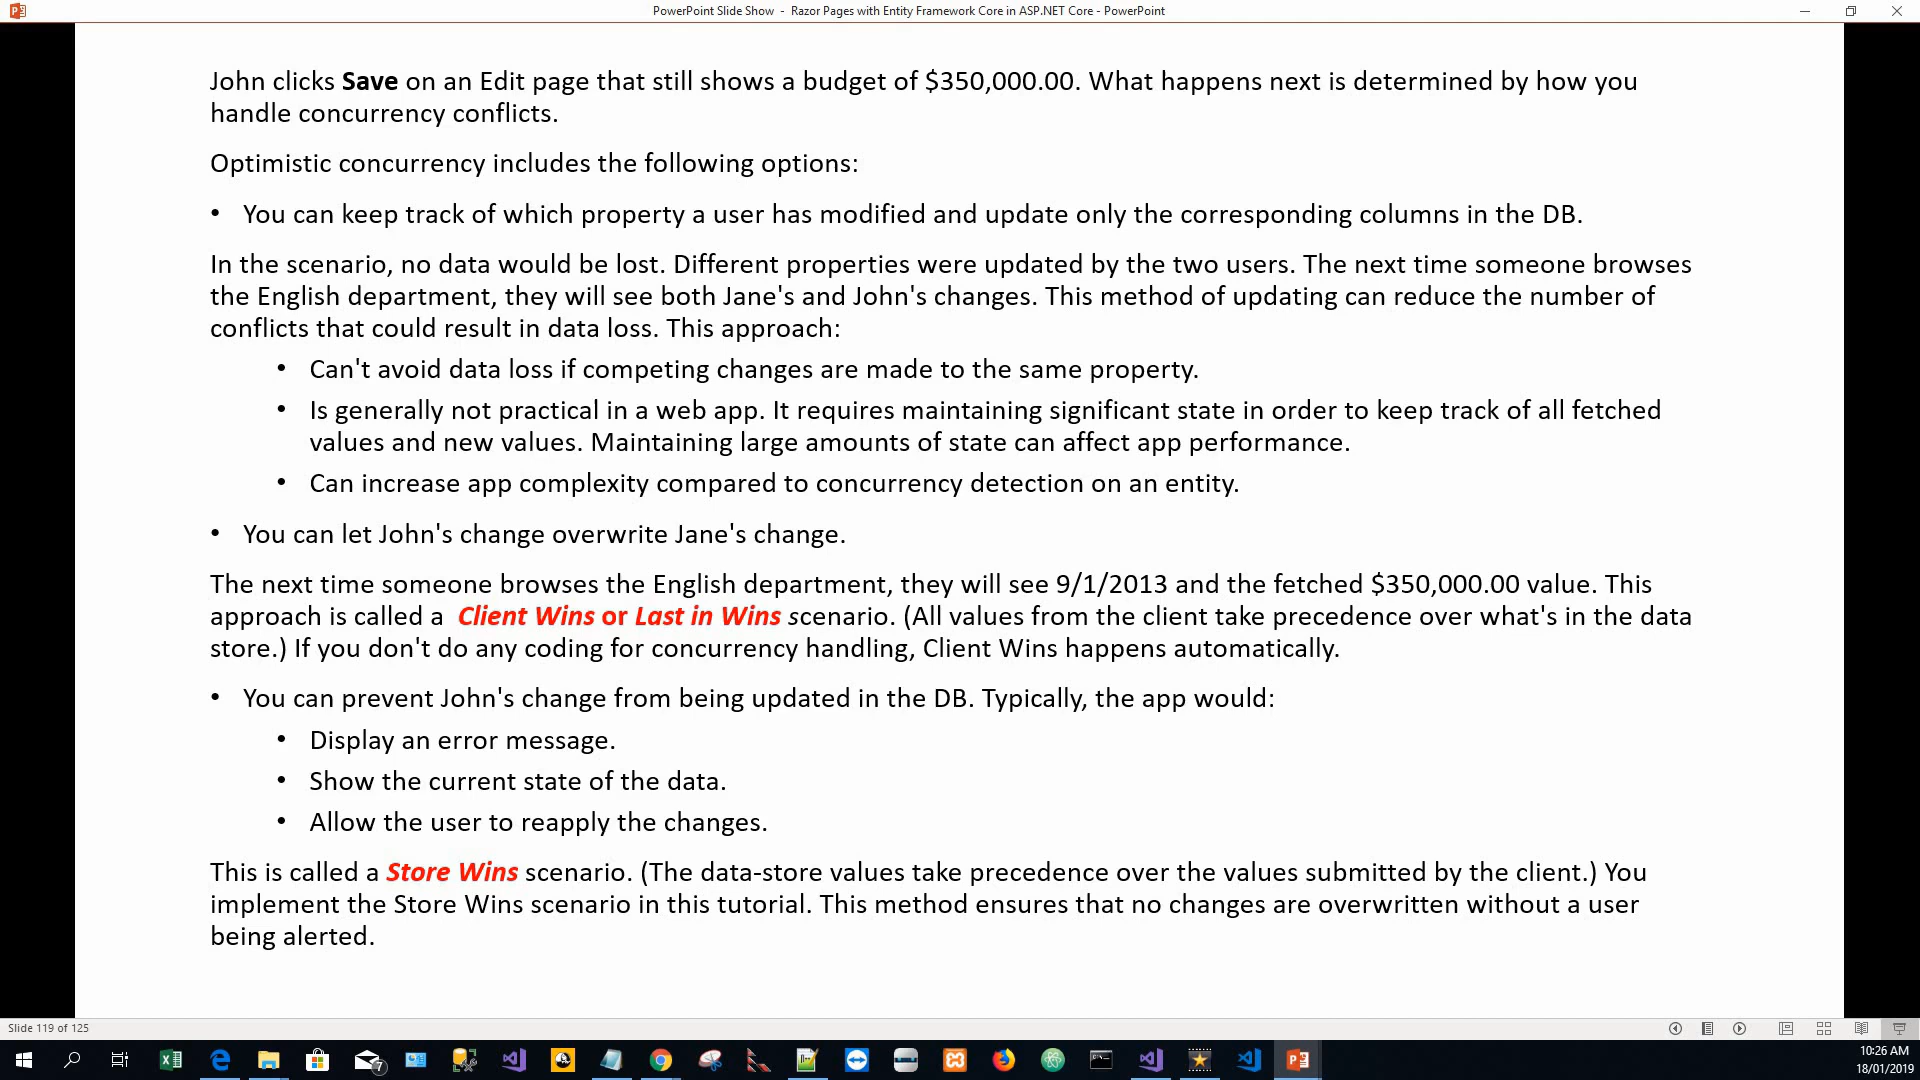 PowerPoint Slide Show - Razor Pages with Entity Framework Core in ASP.NET Core - PowerPoint
John clicks Save on an Edit page that still shows a budget of $350,000.00. What happens next is determined by how you
handle concurrency conflicts.
Optimistic concurrency includes the following options:
• You can keep track of which property a user has modified and update only the corresponding columns in the DB.
In the scenario, no data would be lost. Different properties were updated by the two users. The next time someone browses
the English department, they will see both Jane's and John's changes. This method of updating can reduce the number of
conflicts that could result in data loss. This approach:
• Can't avoid data loss if competing changes are made to the same property.
• Is generally not practical in a web app. It requires maintaining significant state in order to keep track of all fetched
values and new values. Maintaining large amounts of state can affect app performance.
• Can increase app complexity compared to concurrency detection on an entity.
• You can let John's change overwrite Jane's change.
The next time someone browses the English department, they will see 9/1/2013 and the fetched $350,000.00 value. This
approach is called a Client Wins or Last in Wins scenario. (All values from the client take precedence over what's in the data
store.) If you don't do any coding for concurrency handling, Client Wins happens automatically.
• You can prevent John's change from being updated in the DB. Typically, the app would:
• Display an error message.
• Show the current state of the data.
• Allow the user to reapply the changes.
This is called a Store Wins scenario. (The data-store values take precedence over the values submitted by the client.) You
implement the Store Wins scenario in this tutorial. This method ensures that no changes are overwritten without a user
being alerted.
Slide 119 of 125
7
10:26 AM
18/01/2019